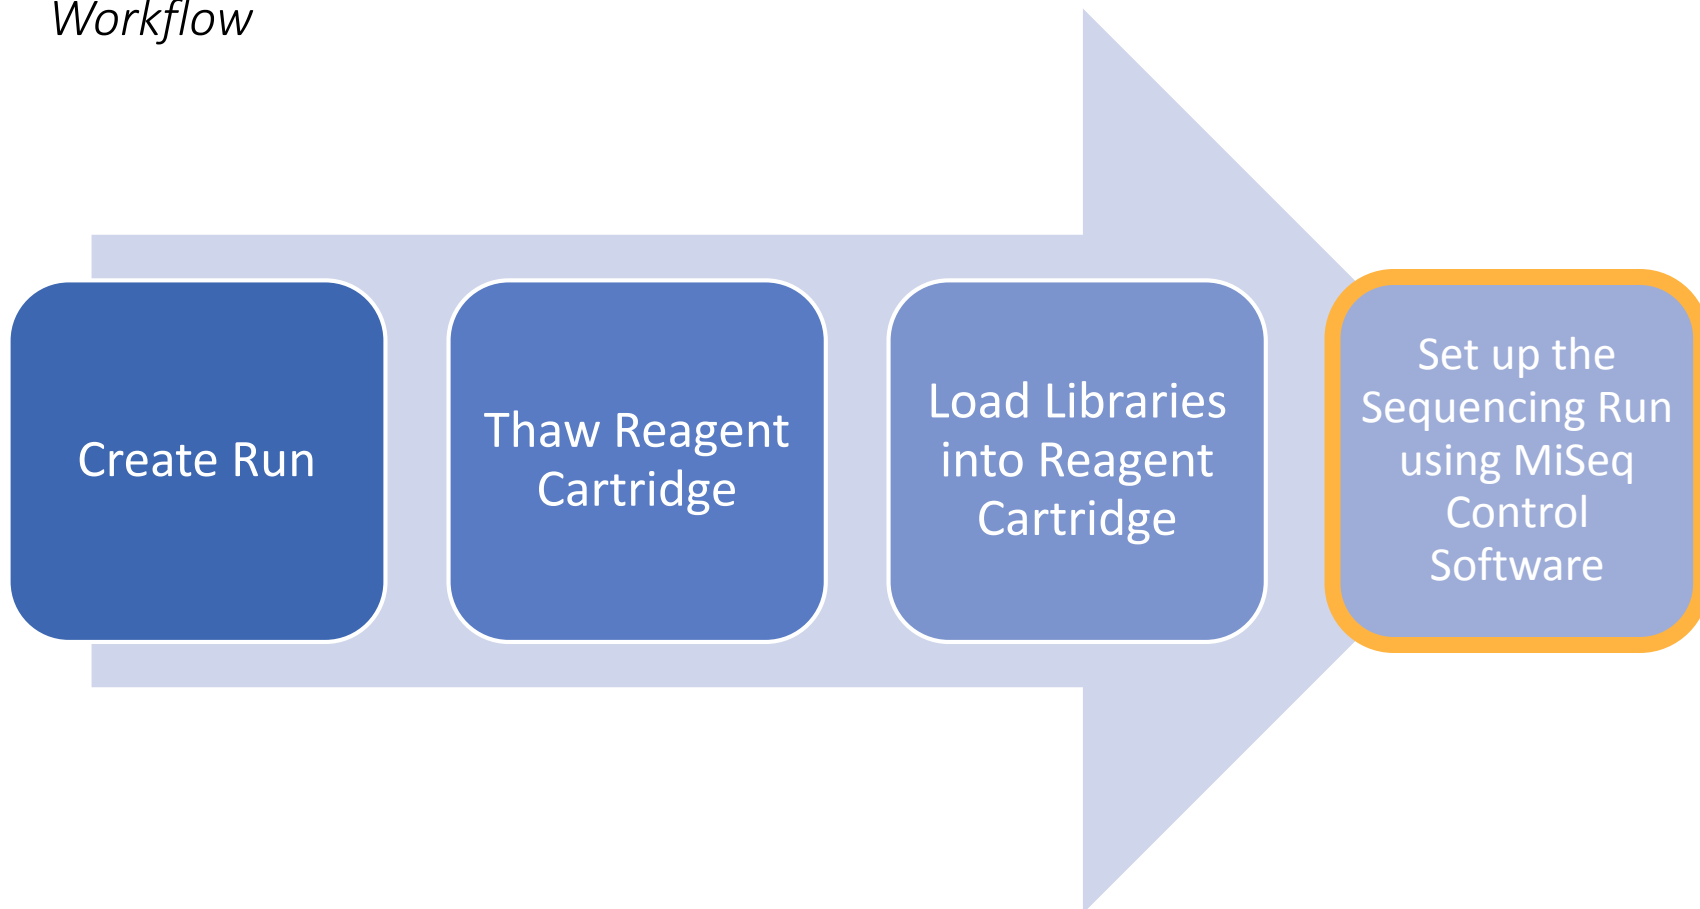 Workflow
Create Run
Thaw Reagent
Cartridge
Load Libraries
into Reagent
Cartridge
Set up the
Sequencing Run
using MiSeq
Control
Software